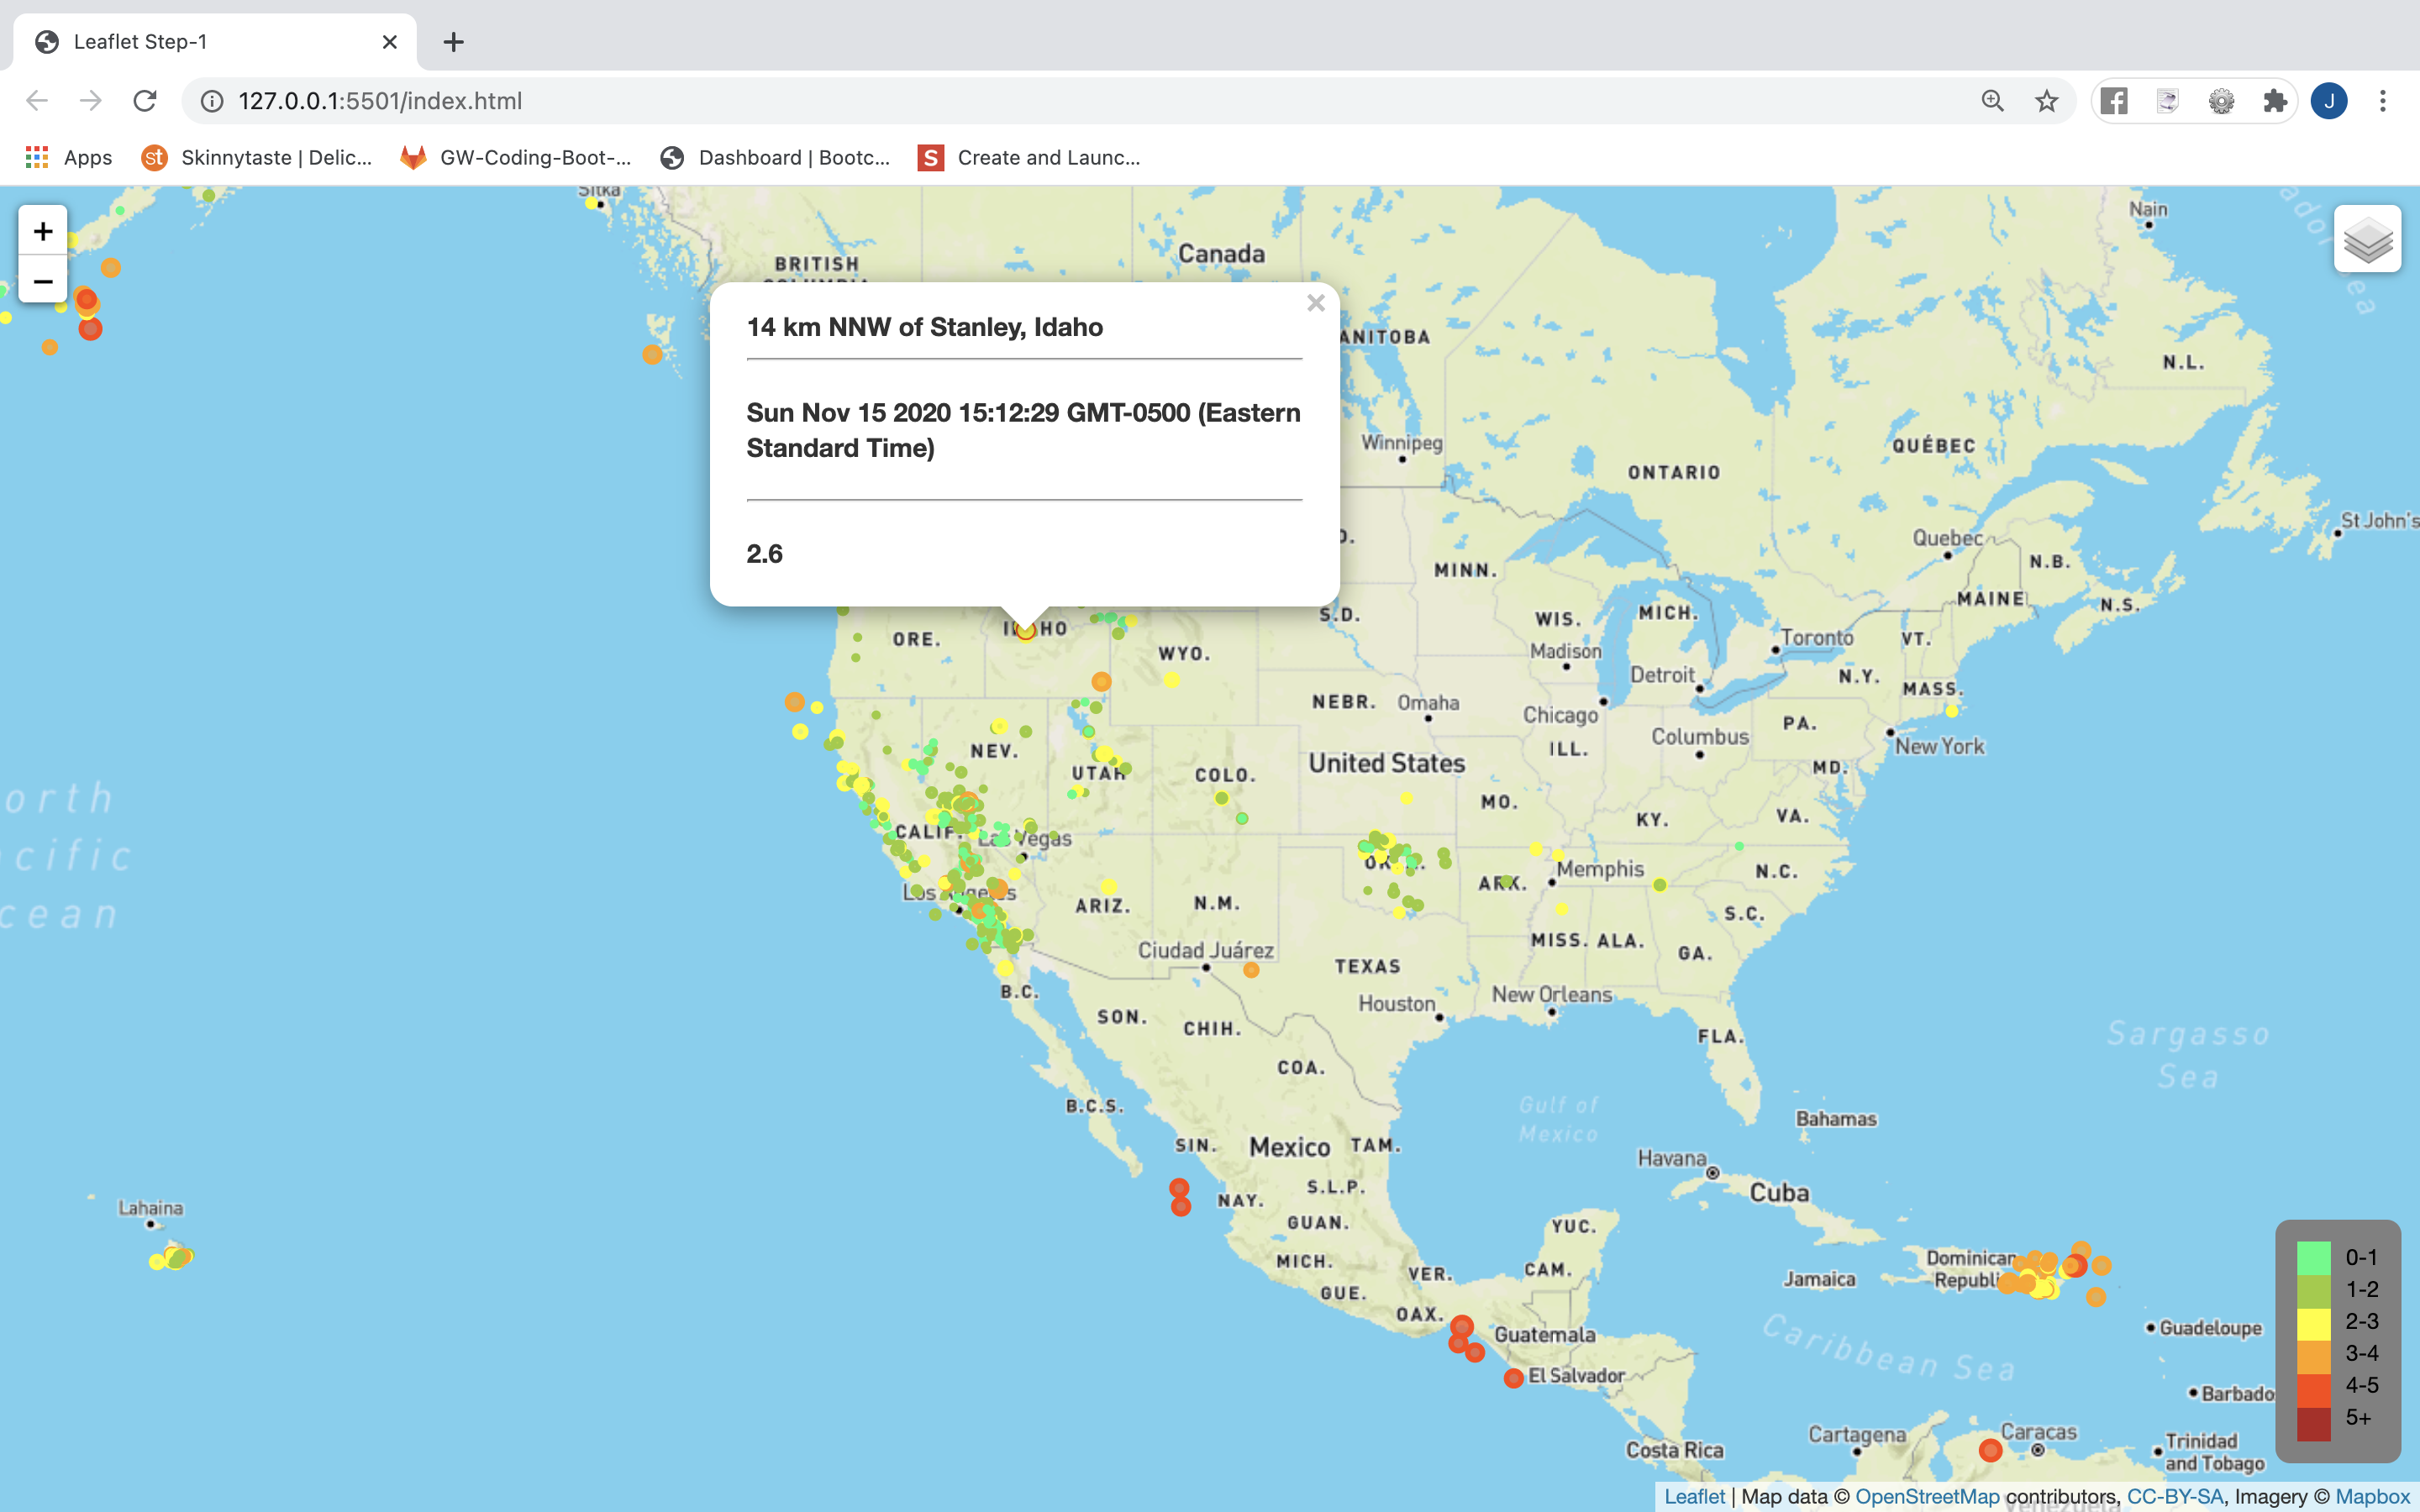 Leaflet Step-1
127.0.0.1:5501/index.html
J
Apps
Skinnytaste | Delic...
GW-Coding-Boot-...
Dashboard | Bootc...
Create and Launc...
+
−
Sitka
Nain
BRITISH
Canada
14 km NNW of Stanley, Idaho
Sun Nov 15 2020 15:12:29 GMT-0500 (Eastern
Standard Time)
2.6
ANITOBA
N.L.
Winnipeg
QUÉBEC
ONTARIO
St John's
Quebec
N.B.
MINN.
MAINE
N.S.
S.D.
WIS.
MICH.
ORE.
Toronto
VT.
WYO.
Madison
Detroit
N.Y.
MASS.
NEBR.
Omaha
Chicago
PA.
NEV.
ILL.
Columbus
New York
UTAH
COLO.
United States
MD.
MO.
KY.
VA.
CALIF.
Las Vegas
Memphis
N.C.
ARK.
Los Angeles
ARIZ.
N.M.
S.C.
MISS.
ALA.
GA.
Ciudad Juárez
TEXAS
B.C.
Houston
New Orleans
SON.
CHIH.
FLA.
Sargasso
Sea
COA.
B.C.S.
Gulf of
Mexico
Bahamas
SIN.
Mexico
TAM.
Havana
S.L.P.
NAY.
Cuba
Lahaina
GUAN.
YUC.
MICH.
VER.
CAM.
Dominican
Republi
Jamaica
GUE.
OAX.
Guatemala
Caribbean Sea
Guadeloupe
El Salvador
Barbado
Costa Rica
Cartagena
Caracas
Trinidad
and Tobago
orth
cific
cean
0-1
1-2
2-3
3-4
4-5
5+
Leaflet | Map data © OpenStreetMap contributors, CC-BY-SA, Imagery © Mapbox